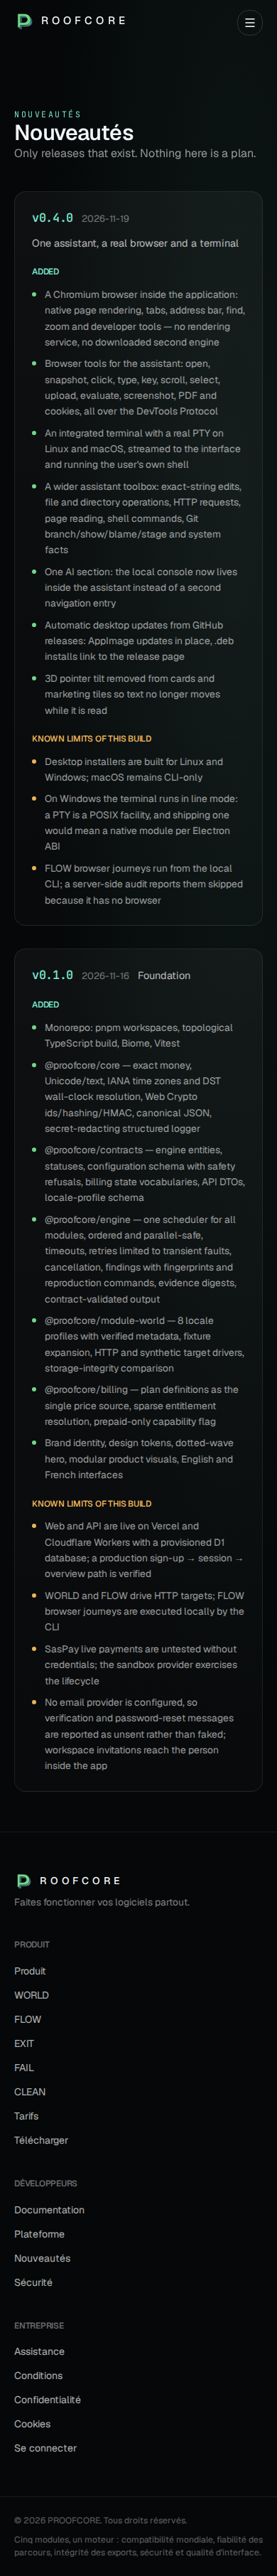 ROOFCORE
NOUVEAUTÉS
Nouveautés
Only releases that exist. Nothing here is a plan.
v0.4.0 2026-11-19
One assistant, a real browser and a terminal
ADDED
A Chromium browser inside the application:
native page rendering, tabs, address bar, find,
zoom and developer tools — no rendering
service, no downloaded second engine
Browser tools for the assistant: open,
snapshot, click, type, key, scroll, select,
upload, evaluate, screenshot, PDF and
cookies, all over the DevTools Protocol
An integrated terminal with a real PTY on
Linux and macOS, streamed to the interface
and running the user's own shell
A wider assistant toolbox: exact-string edits,
file and directory operations, HTTP requests,
page reading, shell commands, Git
branch/show/blame/stage and system
facts
One AI section: the local console now lives
inside the assistant instead of a second
navigation entry
Automatic desktop updates from GitHub
releases: AppImage updates in place, .deb
installs link to the release page
3D pointer tilt removed from cards and
marketing tiles so text no longer moves
while it is read
KNOWN LIMITS OF THIS BUILD
Desktop installers are built for Linux and
Windows; macOS remains CLI-only
On Windows the terminal runs in line mode:
a PTY is a POSIX facility, and shipping one
would mean a native module per Electron
ABI
FLOW browser journeys run from the local
CLI; a server-side audit reports them skipped
because it has no browser
v0.1.0 2026-11-16 Foundation
ADDED
Monorepo: pnpm workspaces, topological
TypeScript build, Biome, Vitest
@proofcore/core — exact money,
Unicode/text, IANA time zones and DST
wall-clock resolution, Web Crypto
ids/hashing/HMAC, canonical JSON,
secret-redacting structured logger
@proofcore/contracts — engine entities,
statuses, configuration schema with safety
refusals, billing state vocabularies, API DTOs,
locale-profile schema
@proofcore/engine — one scheduler for all
modules, ordered and parallel-safe,
timeouts, retries limited to transient faults,
cancellation, findings with fingerprints and
reproduction commands, evidence digests,
contract-validated output
@proofcore/module-world — 8 locale
profiles with verified metadata, fixture
expansion, HTTP and synthetic target drivers,
storage-integrity comparison
@proofcore/billing — plan definitions as the
single price source, sparse entitlement
resolution, prepaid-only capability flag
Brand identity, design tokens, dotted-wave
hero, modular product visuals, English and
French interfaces
KNOWN LIMITS OF THIS BUILD
Web and API are live on Vercel and
Cloudflare Workers with a provisioned D1
database; a production sign-up → session →
overview path is verified
WORLD and FLOW drive HTTP targets; FLOW
browser journeys are executed locally by the
CLI
SasPay live payments are untested without
credentials; the sandbox provider exercises
the lifecycle
No email provider is configured, so
verification and password-reset messages
are reported as unsent rather than faked;
workspace invitations reach the person
inside the app
ROOFCORE
Faites fonctionner vos logiciels partout.
PRODUIT
Produit
WORLD
FLOW
EXIT
FAIL
CLEAN
Tarifs
Télécharger
DÉVELOPPEURS
Documentation
Plateforme
Nouveautés
Sécurité
ENTREPRISE
Assistance
Conditions
Confidentialité
Cookies
Se connecter
© 2026 PROOFCORE. Tous droits réservés.
Cinq modules, un moteur : compatibilité mondiale, fiabilité des
parcours, intégrité des exports, sécurité et qualité d'interface.